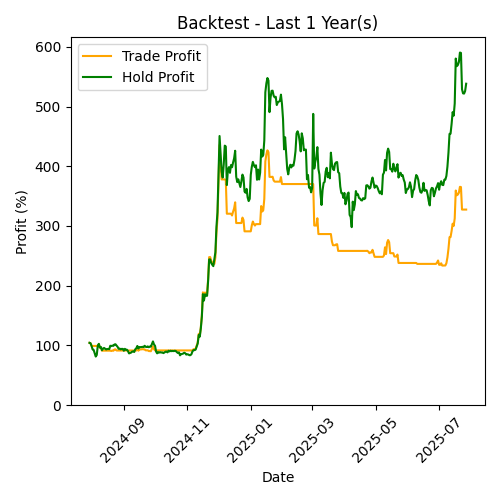 Backtest - Last 1 Year(s)
Trade Profit
Hold Profit
Profit (%)
600
500
400
300
200
100
0
2024-09
2024-11
2025-01
2025-03
2025-05
2025-07
Date